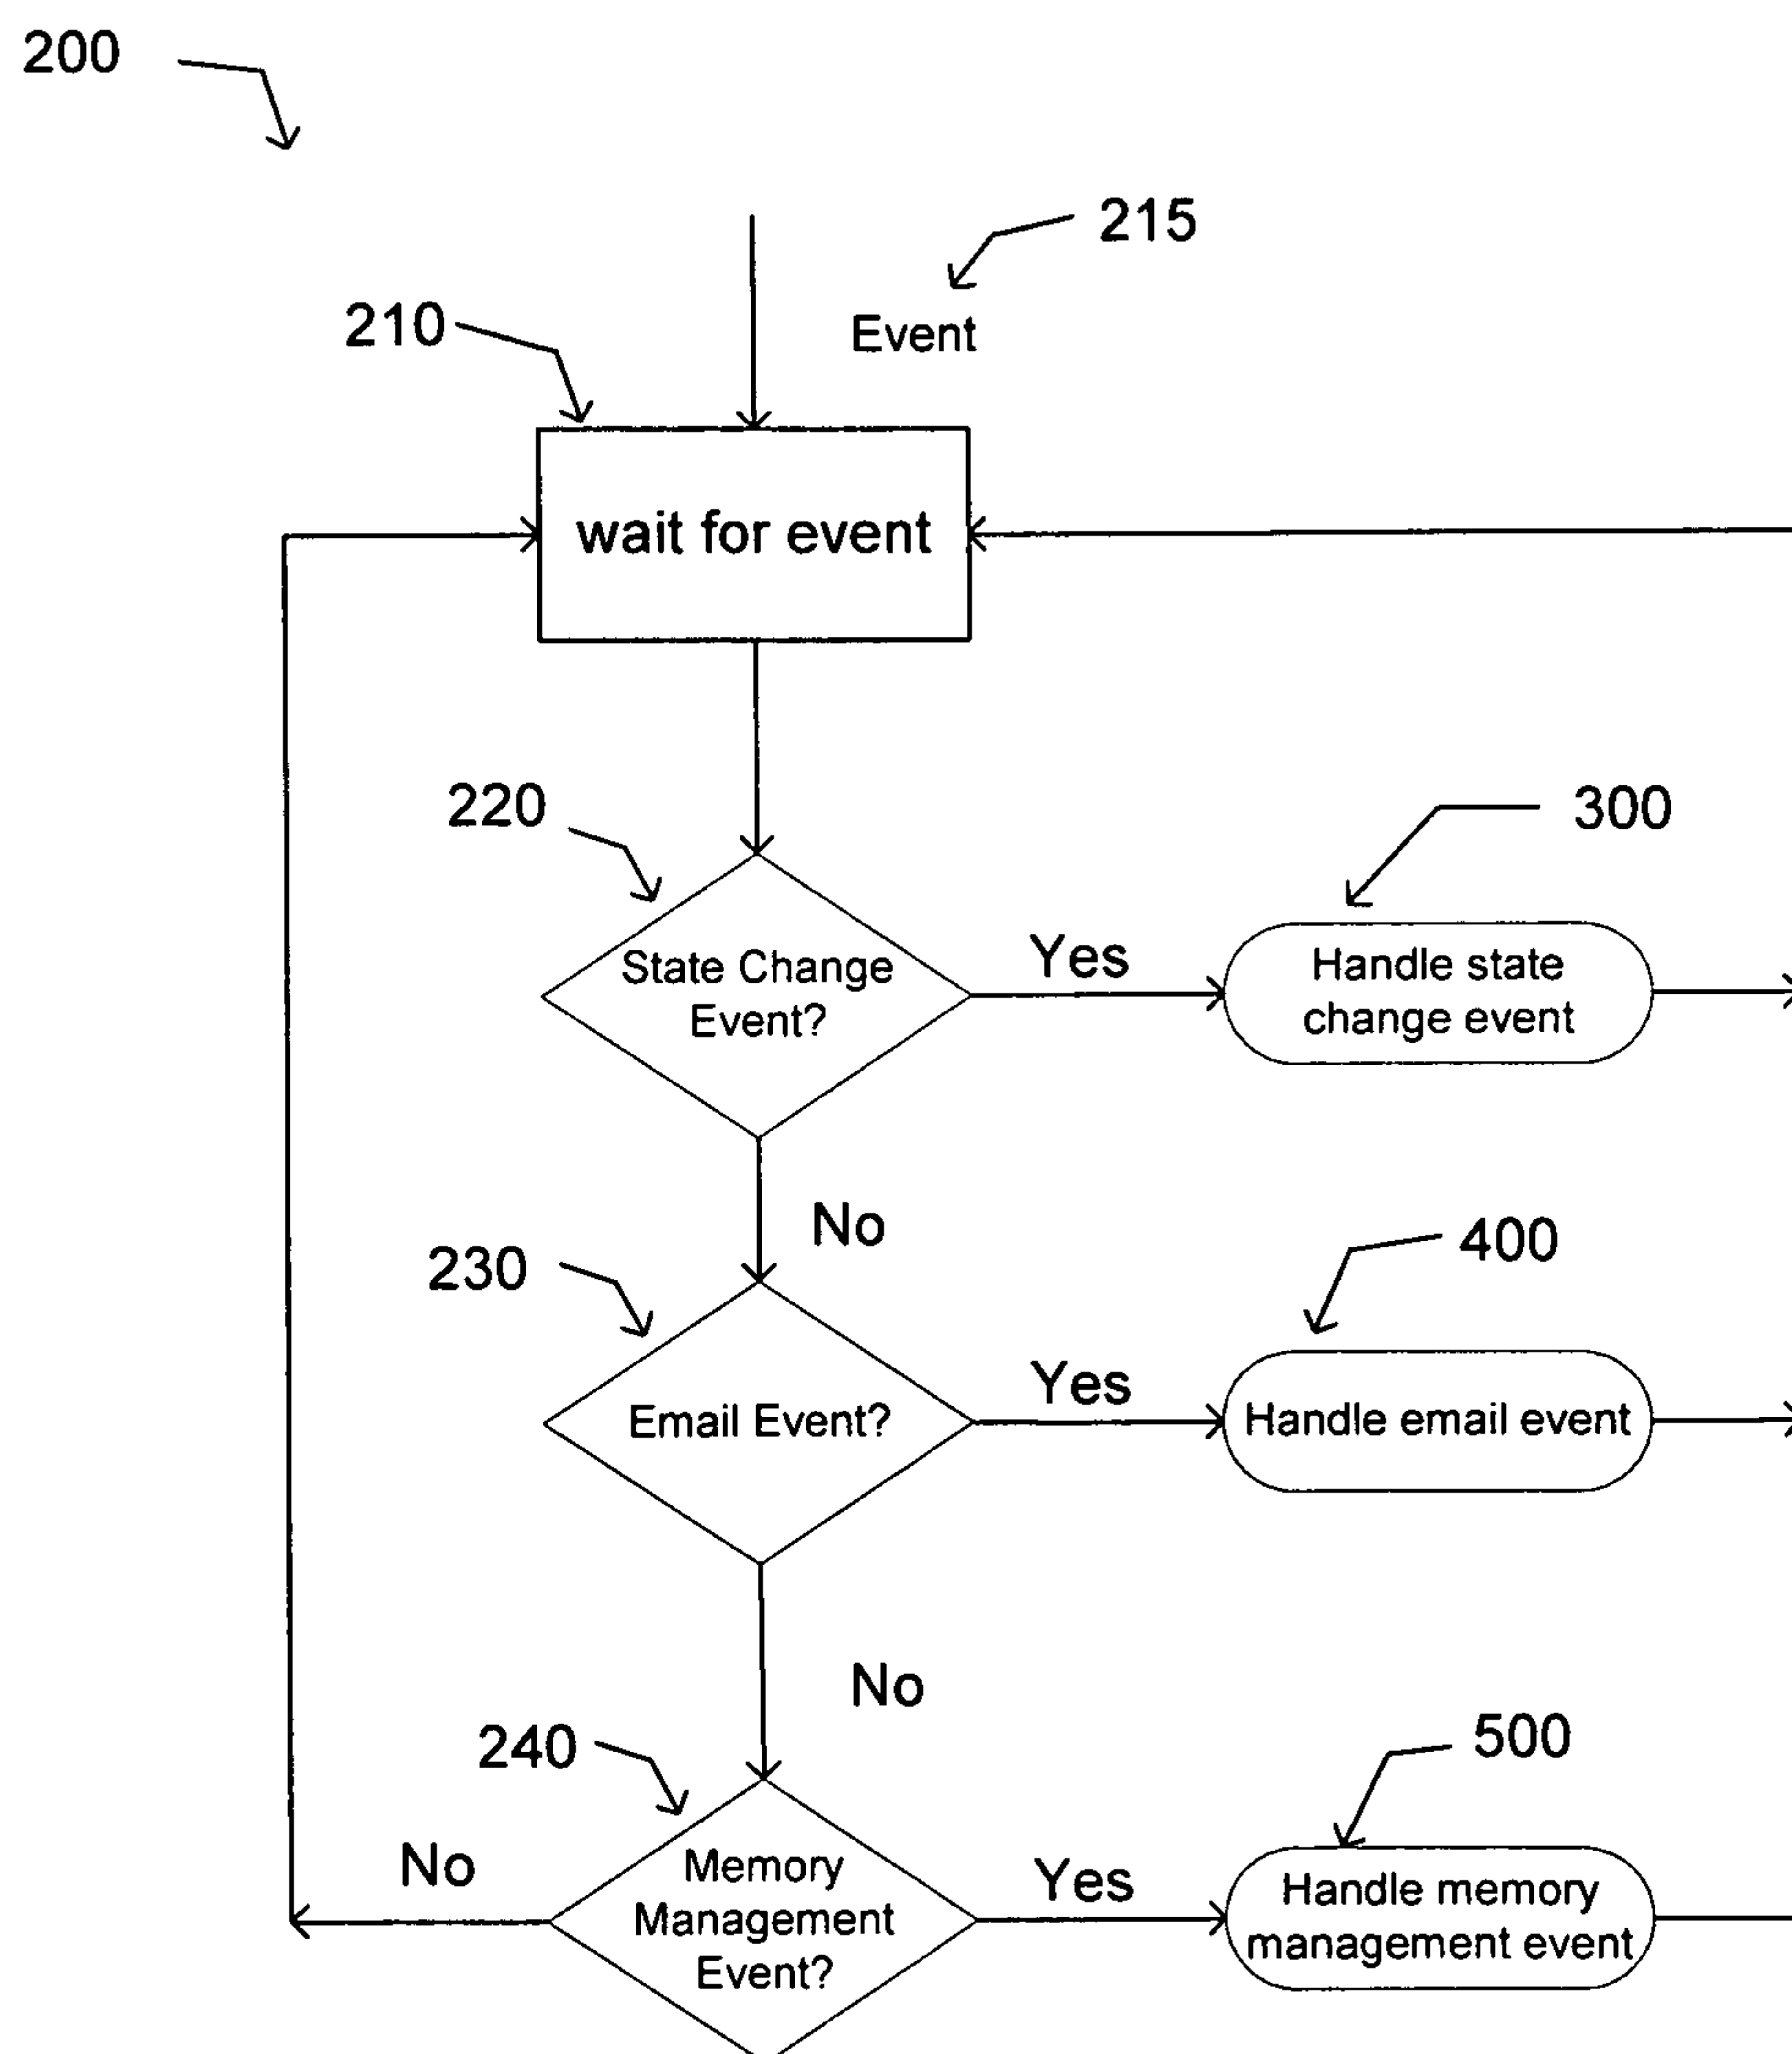 200
215
210
Event
wait for event
220
300
State Change
Event?
Yes
Handle state
change event
No
230
400
Email Event?
Yes
Handle email event
No
240
500
No
Memory
Management
Event?
Yes
Handle memory
management event